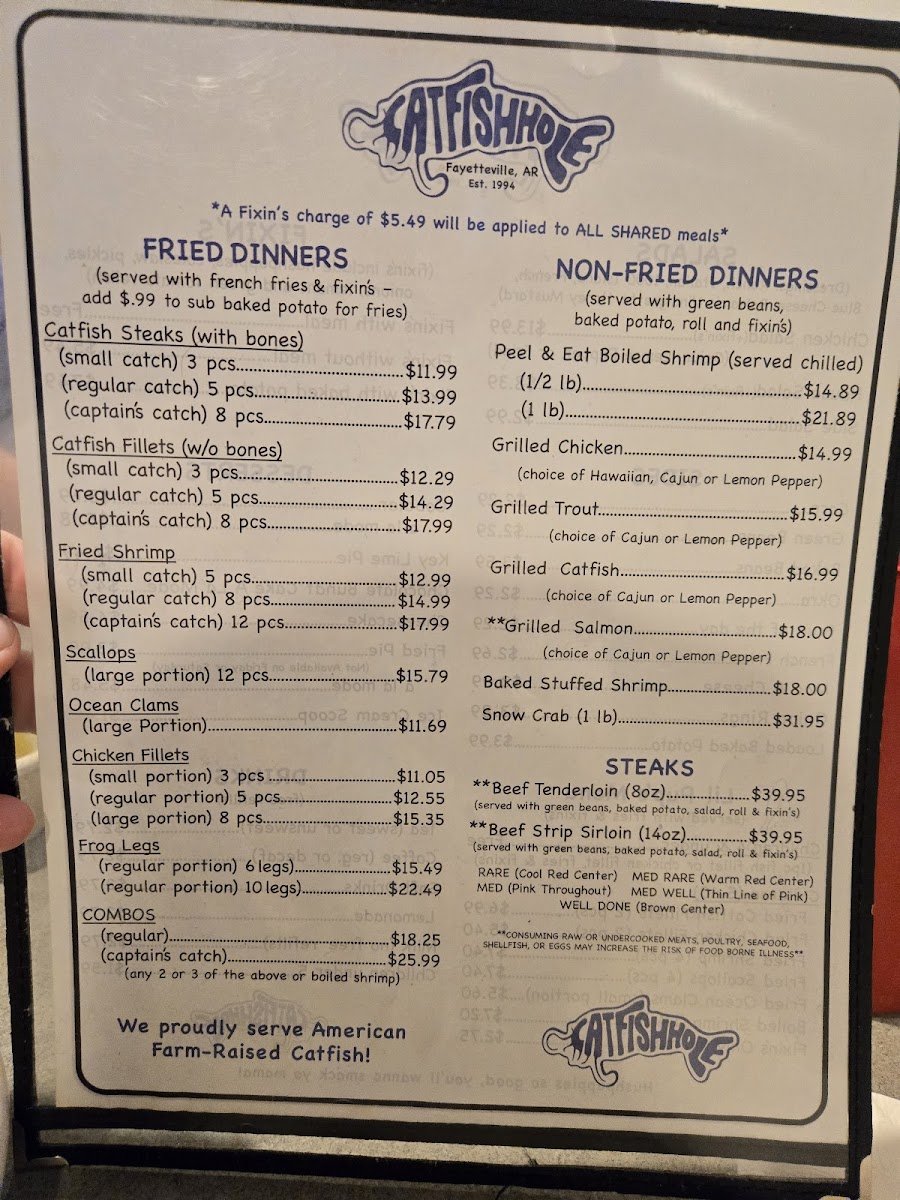 CATFISHHOLE
Fayetteville, AR
Est. 1994
*A Fixin's charge of $5.49 will be applied to ALL SHARED meals*
FRIED DINNERS
(served with french fries & fixin's –
add $.99 to sub baked potato for fries)
Catfish Steaks (with bones)
(small catch) 3 pcs.....$11.99
(regular catch) 5 pcs.....$13.99
(captain's catch) 8 pcs.....$17.79
Catfish Fillets (w/o bones)
(small catch) 3 pcs.....$12.29
(regular catch) 5 pcs.....$14.29
(captain's catch) 8 pcs.....$17.99
Fried Shrimp
(small catch) 5 pcs.....$12.99
(regular catch) 8 pcs.....$14.99
(captain's catch) 12 pcs.....$17.99
Scallops
(large portion) 12 pcs.....$15.79
Ocean Clams
(large Portion).....$11.69
Chicken Fillets
(small portion) 3 pcs.....$11.05
(regular portion) 5 pcs.....$12.55
(large portion) 8 pcs.....$15.35
Frog Legs
(regular portion) 6 legs).....$15.49
(regular portion) 10 legs).....$22.49
COMBOS
(regular).....$18.25
(captain's catch).....$25.99
(any 2 or 3 of the above or boiled shrimp)
We proudly serve American
Farm-Raised Catfish!
NON-FRIED DINNERS
(served with green beans,
baked potato, roll and fixin's)
Peel & Eat Boiled Shrimp (served chilled)
(1/2 lb).....$14.89
(1 lb).....$21.89
Grilled Chicken.....$14.99
(choice of Hawaiian, Cajun or Lemon Pepper)
Grilled Trout.....$15.99
(choice of Cajun or Lemon Pepper)
Grilled Catfish.....$16.99
(choice of Cajun or Lemon Pepper)
**Grilled Salmon.....$18.00
(choice of Cajun or Lemon Pepper)
Baked Stuffed Shrimp.....$18.00
Snow Crab (1 lb).....$31.95
STEAKS
**Beef Tenderloin (8oz).....$39.95
(served with green beans, baked potato, salad, roll & fixin's)
**Beef Strip Sirloin (14oz).....$39.95
(served with green beans, baked potato, salad, roll & fixin's)
RARE (Cool Red Center) MED RARE (Warm Red Center)
MED (Pink Throughout) MED WELL (Thin Line of Pink)
WELL DONE (Brown Center)
**CONSUMING RAW OR UNDERCOOKED MEATS, POULTRY, SEAFOOD,
SHELLFISH, OR EGGS MAY INCREASE THE RISK OF FOOD BORNE ILLNESS**
CATFISHHOLE